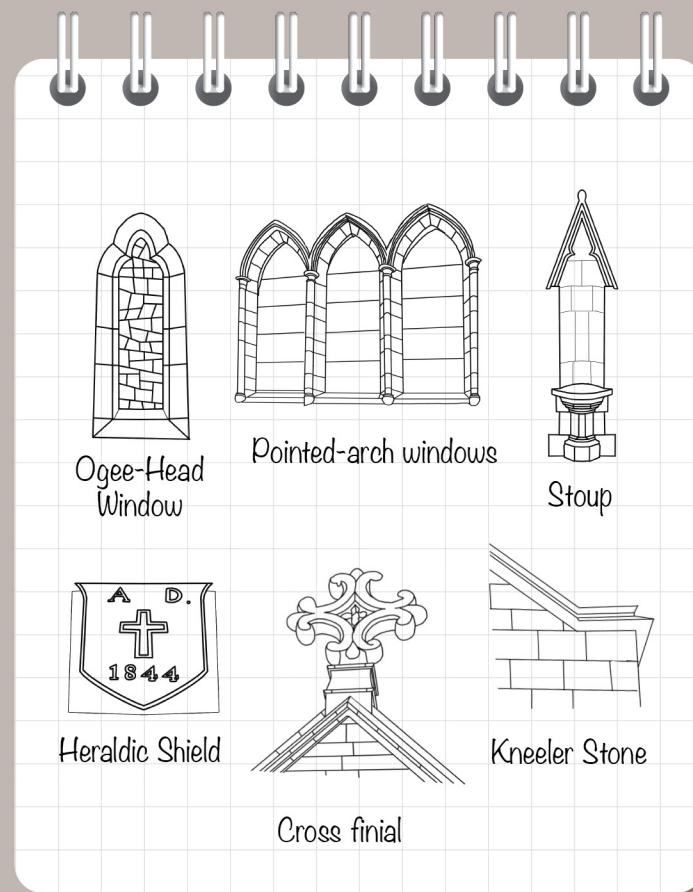 Ogee-Head
Window
Pointed-arch windows
Stoup
A D.
1844
Heraldic Shield
Cross finial
Kneeler Stone